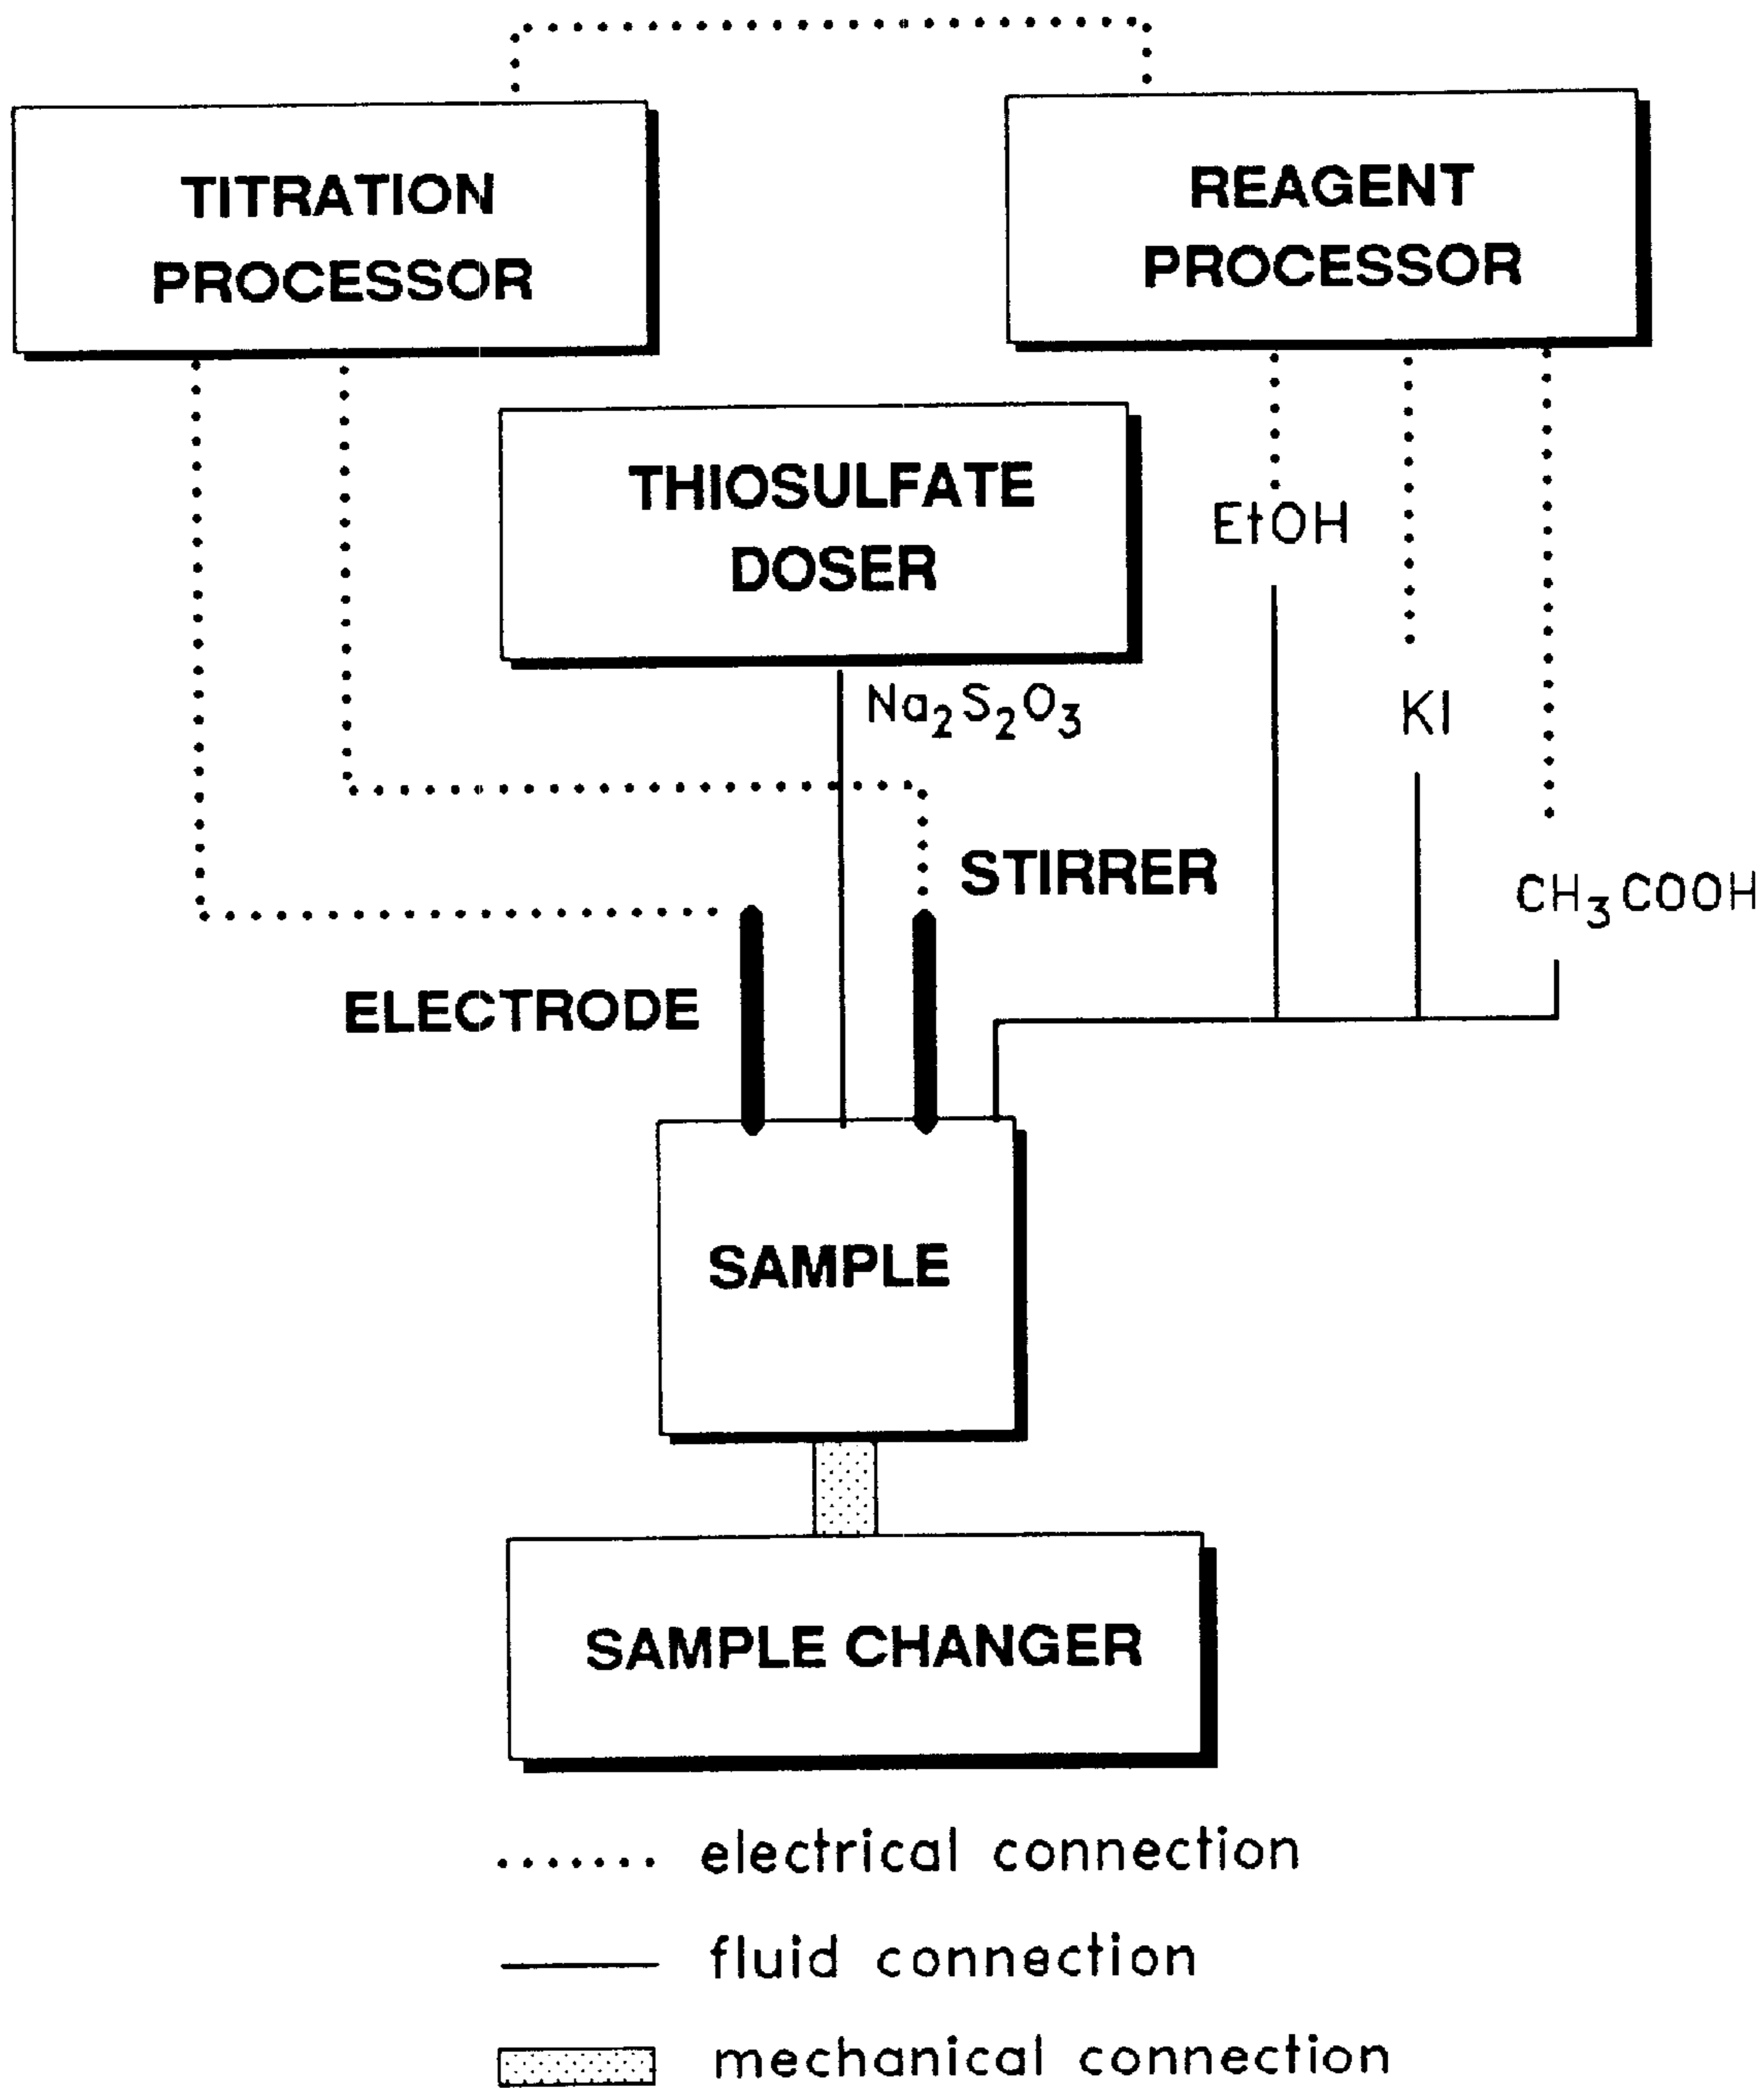 TITRATION
PROCESSOR
REAGENT
PROCESSOR
THIOSULFATE
DOSER
EtOH
Na₂S₂O₃
KI
STIRRER
CH₃COOH
ELECTRODE
SAMPLE
SAMPLE CHANGER
electrical connection
fluid connection
mechanical connection